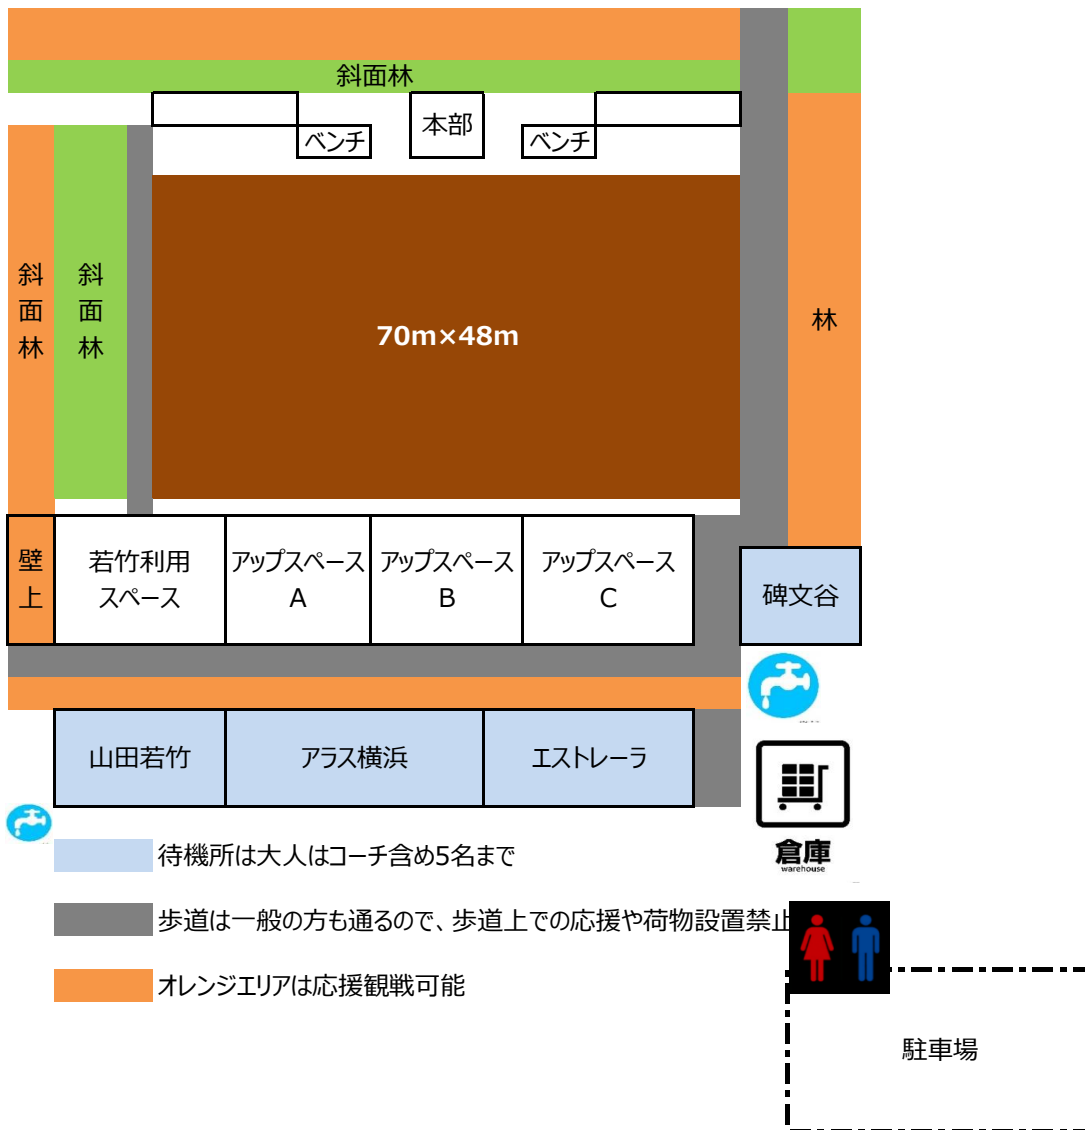 斜面林
本部
ベンチ
ベンチ
斜
面
林
斜
面
林
70m×48m
林
壁
上
若竹利用
スペース
アップスペース
A
アップスペース
B
アップスペース
C
碑文谷
山田若竹
アラス横浜
エストレーラ
倉庫
warehouse
待機所は大人はコーチ含め5名まで
歩道は一般の方も通るので、歩道上での応援や荷物設置禁止
オレンジエリアは応援観戦可能
駐車場